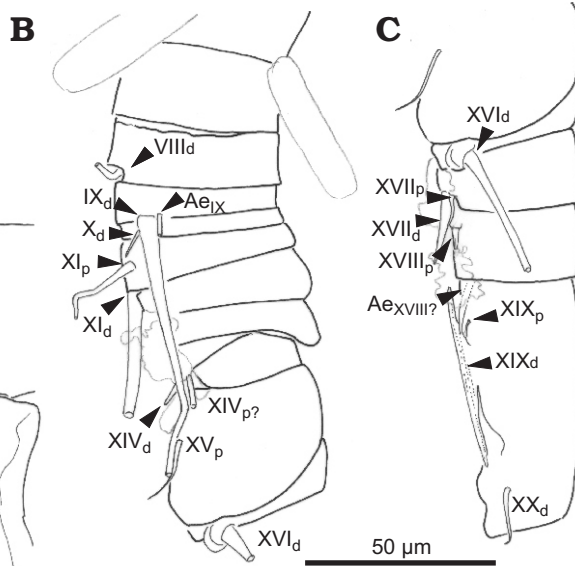 B
VIIId
IXd
AeIX
Xd
XIp
XId
XIVp?
XIVd
XVp
XVId
C
XVId
XVIIp
XVIId
XVIIIp
AeXVIII?
XIXp
XIXd
XXd
50 µm